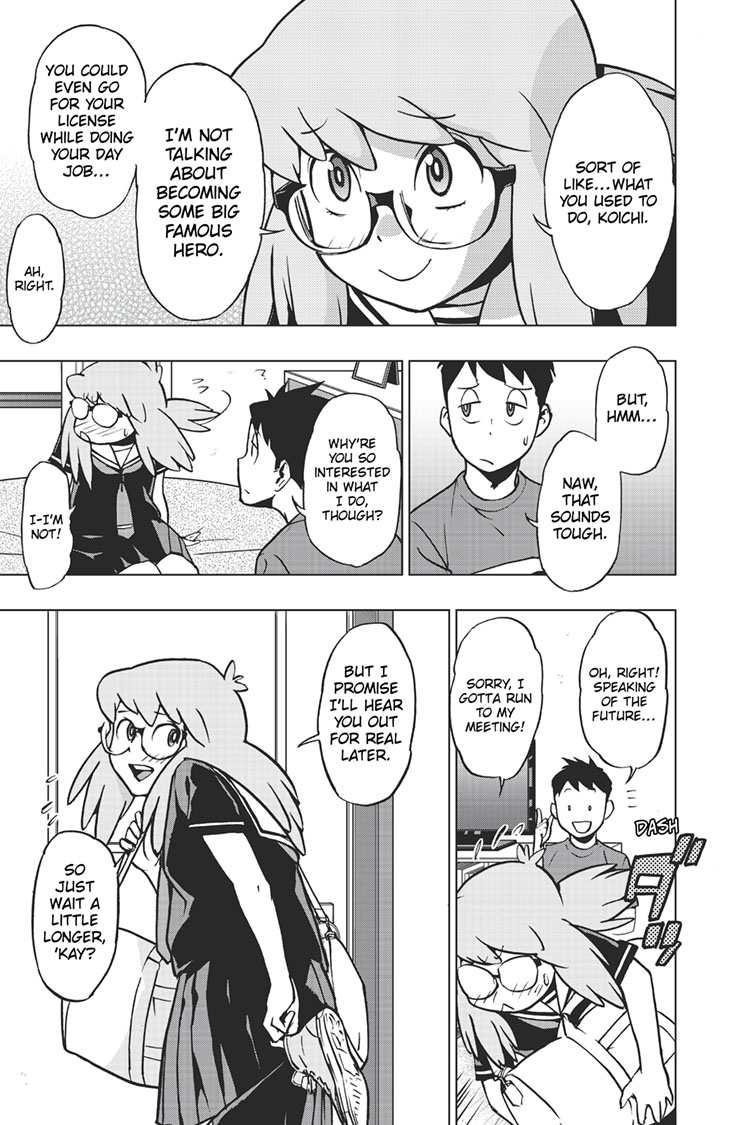 SORT OF
LIKE...WHAT
YOU USED TO
DO, KOICHI.
I'M NOT
TALKING
ABOUT
BECOMING
SOME BIG
FAMOUS
HERO.
YOU COULD
EVEN GO
FOR YOUR
LICENSE
WHILE DOING
YOUR DAY
JOB...
AH,
RIGHT.
BUT,
HMM...
NAW,
THAT
SOUNDS
TOUGH.
WHY'RE
YOU SO
INTERESTED
IN WHAT
I DO,
THOUGH?
I-I'M
NOT!
OH, RIGHT!
SPEAKING
OF THE
FUTURE...
SORRY, I
GOTTA RUN
TO MY
MEETING!
DASH
ダッ
BUT I
PROMISE
I'LL HEAR
YOU OUT
FOR REAL
LATER.
SO
JUST
WAIT A
LITTLE
LONGER,
'KAY?